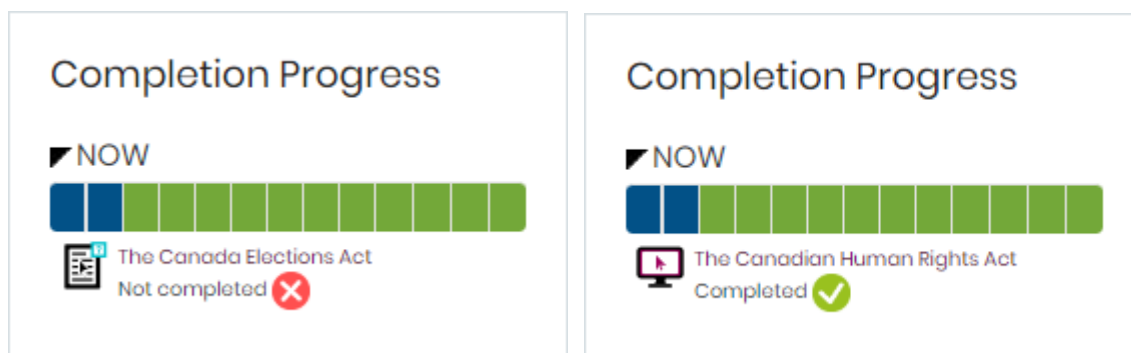 Completion Progress
NOW
The Canada Elections Act
Not completed
Completion Progress
NOW
The Canadian Human Rights Act
Completed